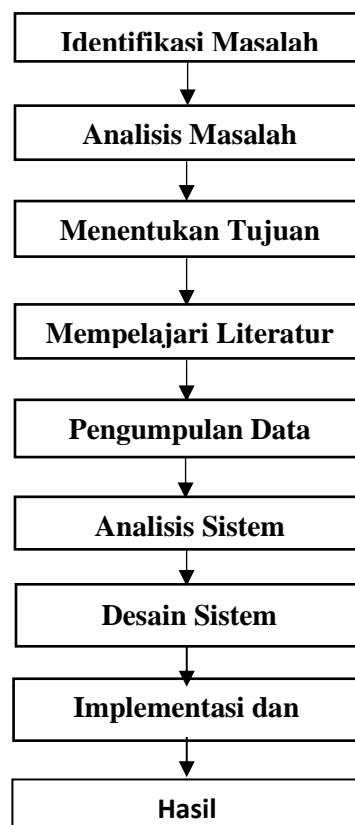 Identifikasi Masalah
Analisis Masalah
Menentukan Tujuan
Mempelajari Literatur
Pengumpulan Data
Analisis Sistem
Desain Sistem
Implementasi dan
Hasil